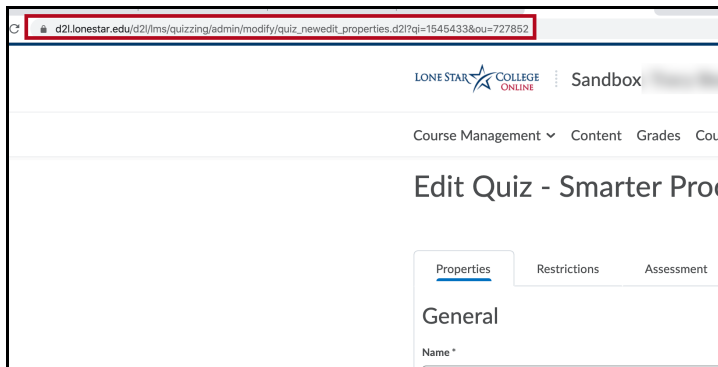 d2l.lonestar.edu/d2l/lms/quizzing/admin/modify/quiz_newedit_properties.d2l?qi=1545433&ou=727852
LONE STAR COLLEGE
ONLINE
Sandbox
Course Management Content Grades Cou
Edit Quiz - Smarter Pro
Properties Restrictions Assessment
General
Name *